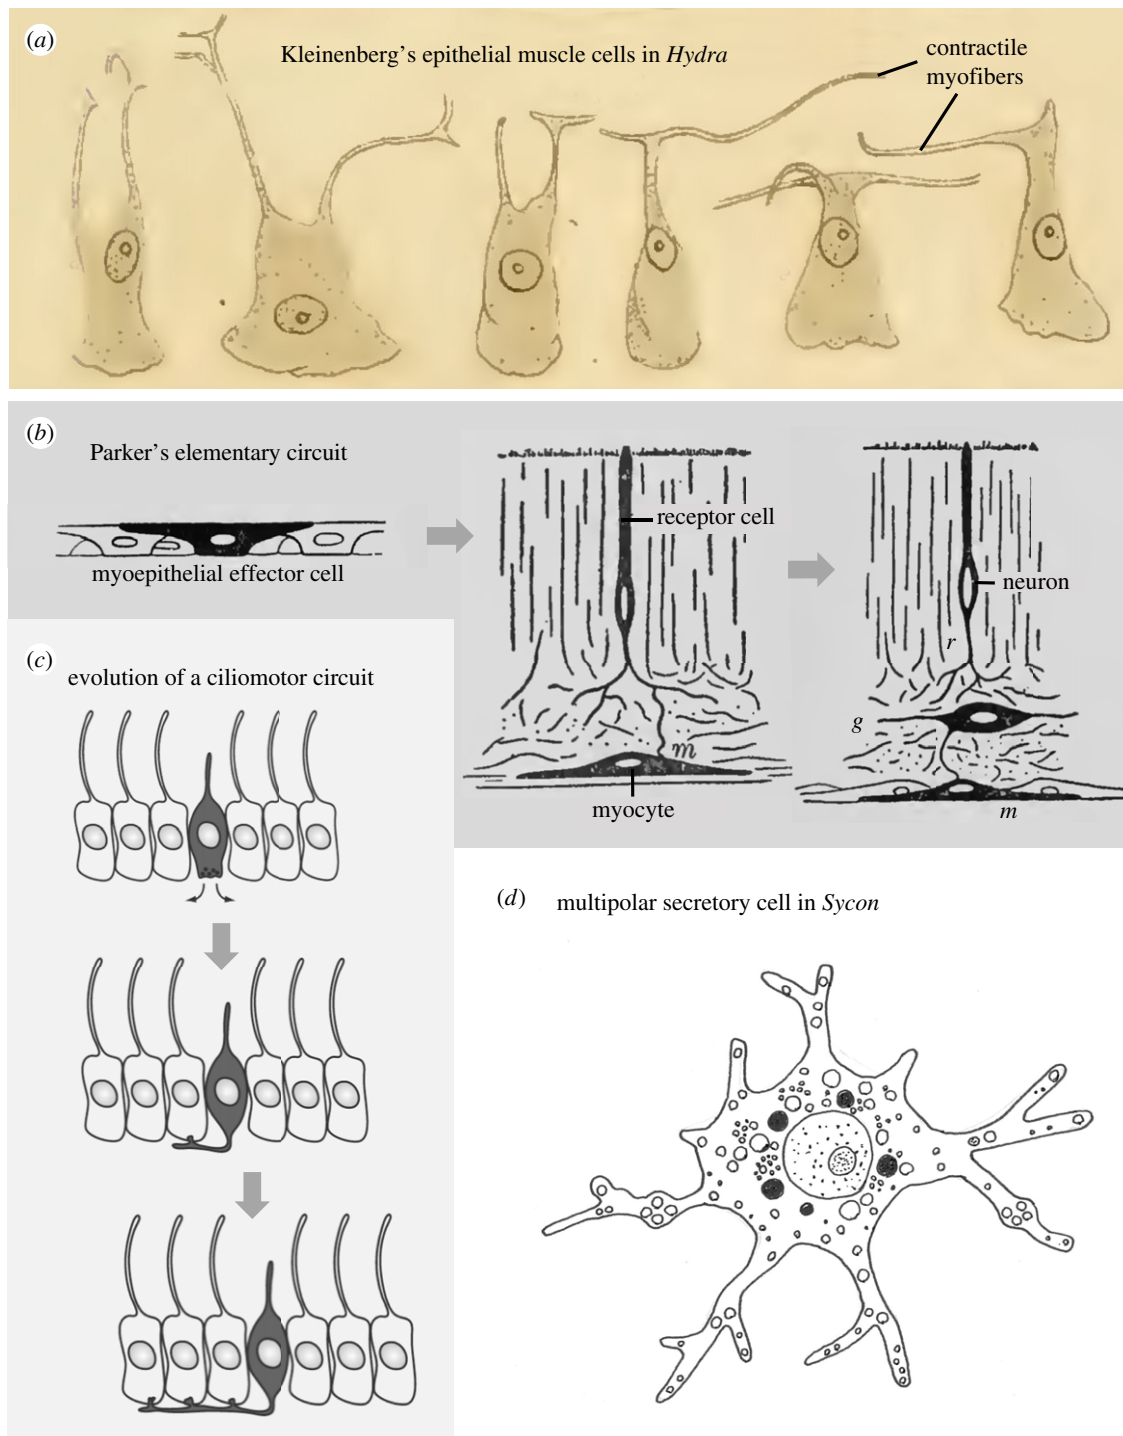 (a)
Kleinenberg's epithelial muscle cells in Hydra
contractile
myofibers
(b)
Parker's elementary circuit
myoepithelial effector cell
receptor cell
m
myocyte
neuron
r
g
m
(c)
evolution of a ciliomotor circuit
(d)
multipolar secretory cell in Sycon